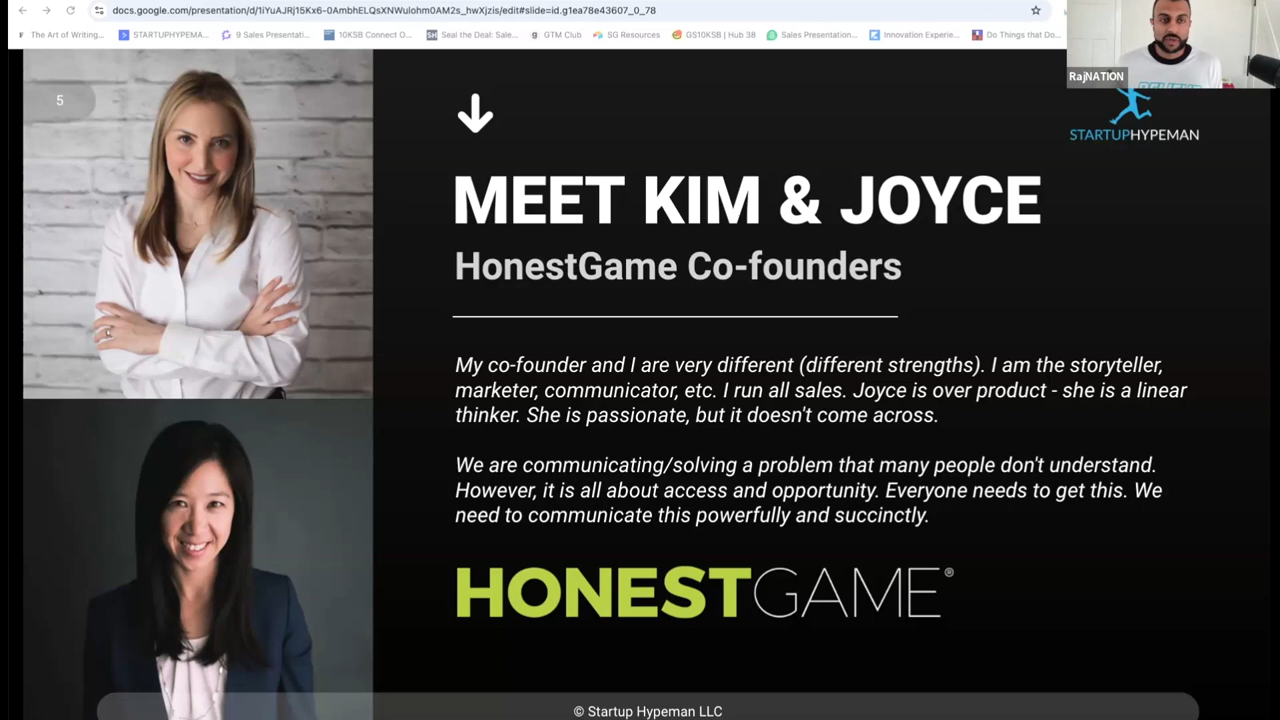 docs.google.com/presentation/d/1iYuAJRj15Kx6-0AmbhELQsXNWulohm0AM2s_hwXjzis/edit#slide=id.g1ea78e43607_0_78
The Art of Writing...
STARTUPHYPEMA...
9 Sales Presentati...
10KSB Connect O...
Seal the Deal: Sale...
GTM Club
SG Resources
GS10KSB | Hub 38
Sales Presentation...
Innovation Experie...
Do Things that Do...
RajNATION
5
STARTUPHYPEMAN
MEET KIM & JOYCE
HonestGame Co-founders
My co-founder and I are very different (different strengths). I am the storyteller,
marketer, communicator, etc. I run all sales. Joyce is over product - she is a linear
thinker. She is passionate, but it doesn't come across.
We are communicating/solving a problem that many people don't understand.
However, it is all about access and opportunity. Everyone needs to get this. We
need to communicate this powerfully and succinctly.
HONESTGAME®
© Startup Hypeman LLC